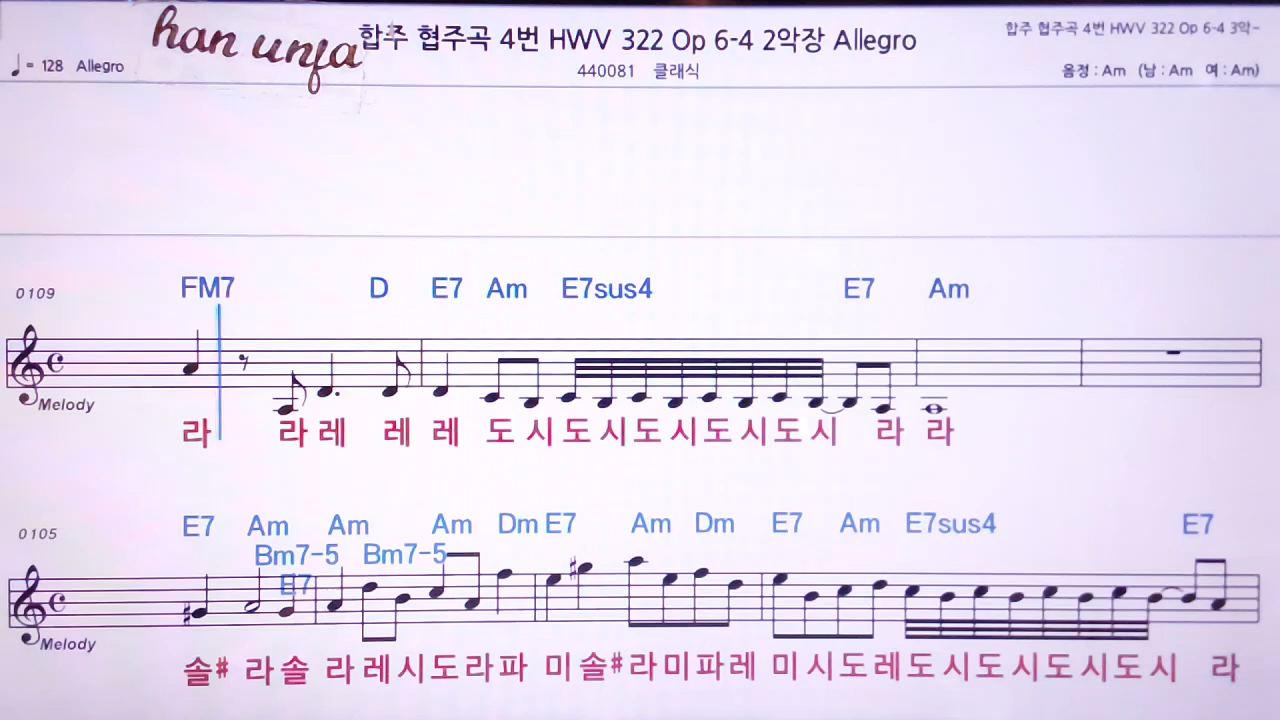 han unfa
합주 협주곡 4번 HWV 322 Op 6-4 2악장 Allegro
합주 협주곡 4번 HWV 322 Op 6-4 3악~
♩= 128 Allegro
440081 클래식
음정 : Am (남 : Am 여 : Am)
FM7 D E7 Am E7sus4 E7 Am
0109
Melody
라 라 레 레 레 도 시 도 시 도 시 도 시 도 시 라 라
E7 Am Am Am Dm E7 Am Dm E7 Am E7sus4 E7
0105
Bm7-5 Bm7-5
E7
Melody
솔# 라 솔 라 레 시 도 라 파 미 솔# 라 미 파 레 미 시 도 레 도 시 도 시 도 시 도 시 라